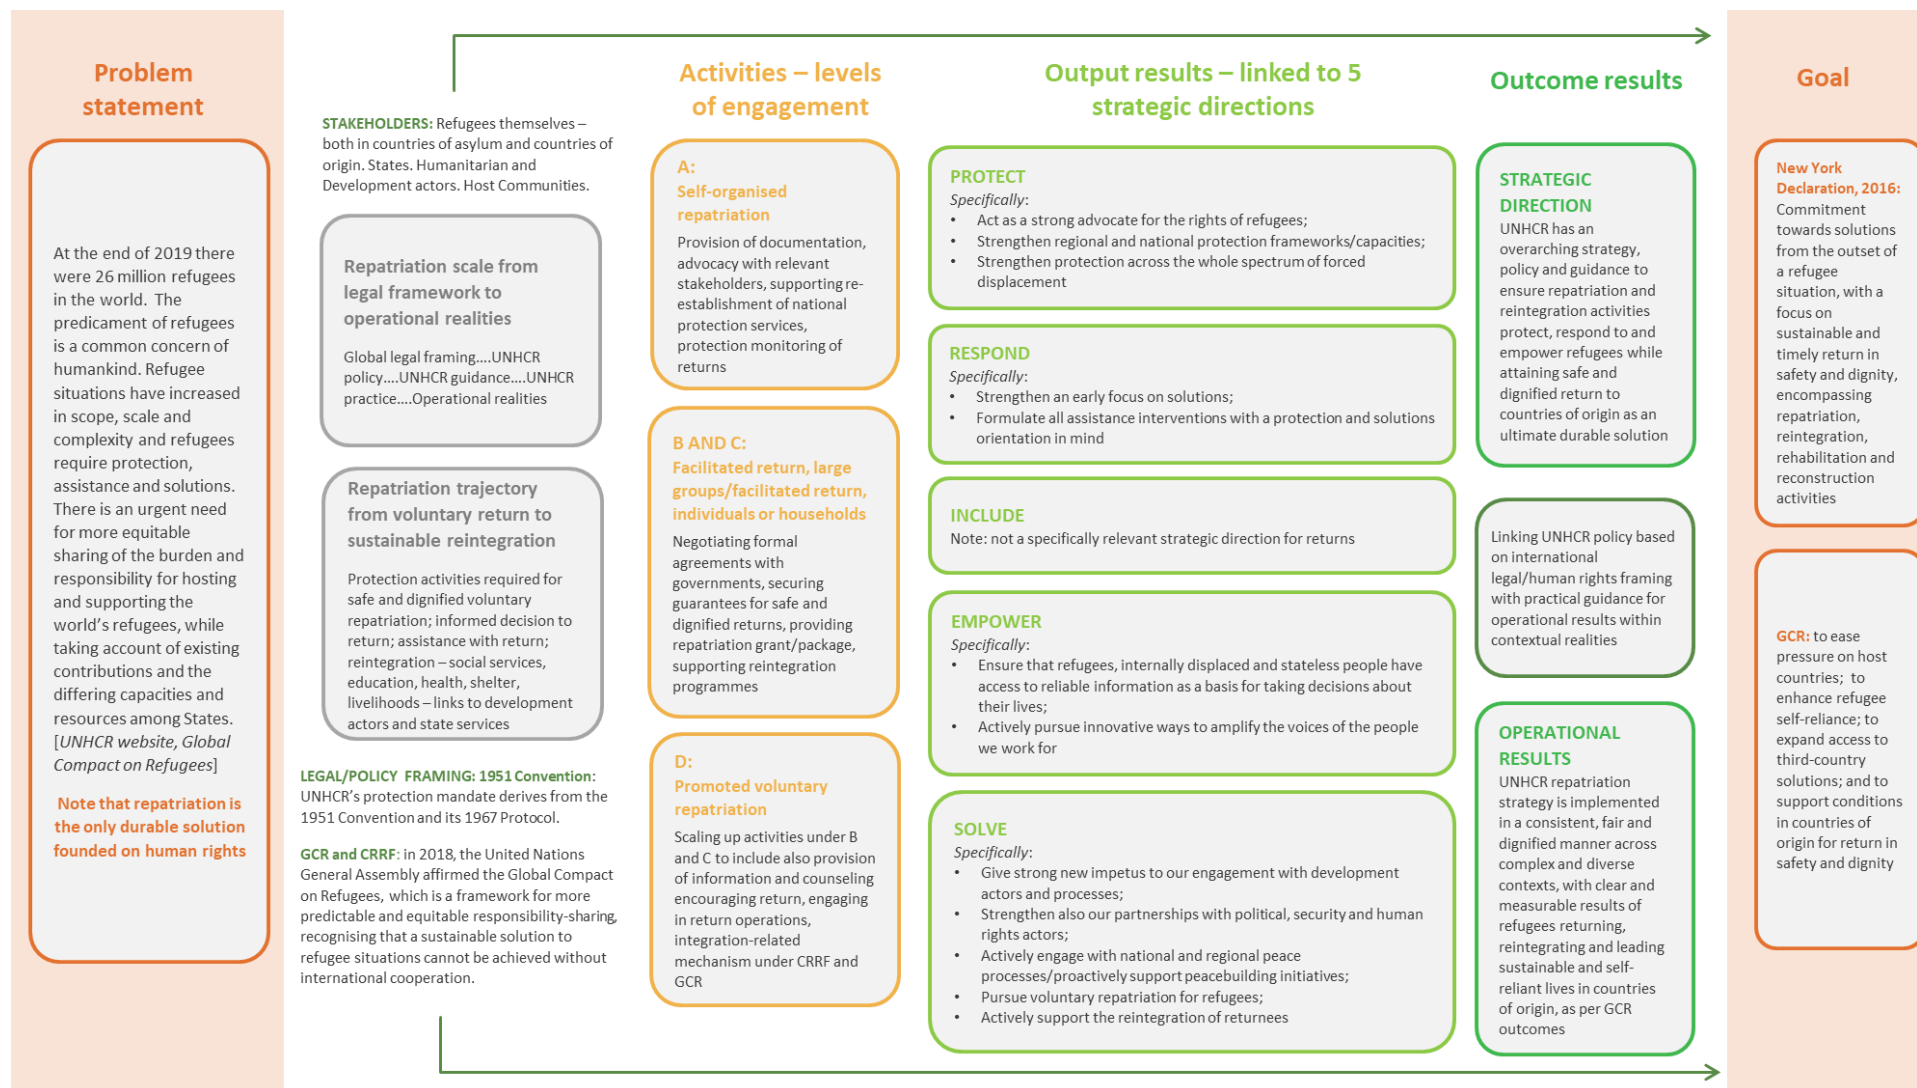 Problem
statement
At the end of 2019 there
were 26 million refugees
in the world. The
predicament of refugees
is a common concern of
humankind. Refugee
situations have increased
in scope, scale and
complexity and refugees
require protection,
assistance and solutions.
There is an urgent need
for more equitable
sharing of the burden and
responsibility for hosting
and supporting the
world's refugees, while
taking account of existing
contributions and the
differing capacities and
resources among States.
[UNHCR website, Global
Compact on Refugees]
Note that repatriation is
the only durable solution
founded on human rights
STAKEHOLDERS: Refugees themselves –
both in countries of asylum and countries of
origin. States. Humanitarian and
Development actors. Host Communities.
Repatriation scale from
legal framework to
operational realities
Global legal framing....UNHCR
policy....UNHCR guidance....UNHCR
practice....Operational realities
Repatriation trajectory
from voluntary return to
sustainable reintegration
Protection activities required for
safe and dignified voluntary
repatriation; informed decision to
return; assistance with return;
reintegration – social services,
education, health, shelter,
livelihoods – links to development
actors and state services
LEGAL/POLICY FRAMING: 1951 Convention:
UNHCR's protection mandate derives from the
1951 Convention and its 1967 Protocol.
GCR and CRRF: in 2018, the United Nations
General Assembly affirmed the Global Compact
on Refugees, which is a framework for more
predictable and equitable responsibility-sharing,
recognising that a sustainable solution to
refugee situations cannot be achieved without
international cooperation.
Activities – levels
of engagement
A:
Self-organised
repatriation
Provision of documentation,
advocacy with relevant
stakeholders, supporting re-
establishment of national
protection services,
protection monitoring of
returns
B AND C:
Facilitated return, large
groups/facilitated return,
individuals or households
Negotiating formal
agreements with
governments, securing
guarantees for safe and
dignified returns, providing
repatriation grant/package,
supporting reintegration
programmes
D:
Promoted voluntary
repatriation
Scaling up activities under B
and C to include also provision
of information and counseling
encouraging return, engaging
in return operations,
integration-related
mechanism under CRRF and
GCR
Output results – linked to 5
strategic directions
PROTECT
Specifically:
• Act as a strong advocate for the rights of refugees;
• Strengthen regional and national protection frameworks/capacities;
• Strengthen protection across the whole spectrum of forced
displacement
RESPOND
Specifically:
• Strengthen an early focus on solutions;
• Formulate all assistance interventions with a protection and solutions
orientation in mind
INCLUDE
Note: not a specifically relevant strategic direction for returns
EMPOWER
Specifically:
• Ensure that refugees, internally displaced and stateless people have
access to reliable information as a basis for taking decisions about
their lives;
• Actively pursue innovative ways to amplify the voices of the people
we work for
SOLVE
Specifically:
• Give strong new impetus to our engagement with development
actors and processes;
• Strengthen also our partnerships with political, security and human
rights actors;
• Actively engage with national and regional peace
processes/proactively support peacebuilding initiatives;
• Pursue voluntary repatriation for refugees;
• Actively support the reintegration of returnees
Outcome results
STRATEGIC
DIRECTION
UNHCR has an
overarching strategy,
policy and guidance to
ensure repatriation and
reintegration activities
protect, respond to and
empower refugees while
attaining safe and
dignified return to
countries of origin as an
ultimate durable solution
Linking UNHCR policy based
on international
legal/human rights framing
with practical guidance for
operational results within
contextual realities
OPERATIONAL
RESULTS
UNHCR repatriation
strategy is implemented
in a consistent, fair and
dignified manner across
complex and diverse
contexts, with clear and
measurable results of
refugees returning,
reintegrating and leading
sustainable and self-
reliant lives in countries
of origin, as per GCR
outcomes
Goal
New York
Declaration, 2016:
Commitment
towards solutions
from the outset of
a refugee
situation, with a
focus on
sustainable and
timely return in
safety and dignity,
encompassing
repatriation,
reintegration,
rehabilitation and
reconstruction
activities
GCR: to ease
pressure on host
countries; to
enhance refugee
self-reliance; to
expand access to
third-country
solutions; and to
support conditions
in countries of
origin for return in
safety and dignity